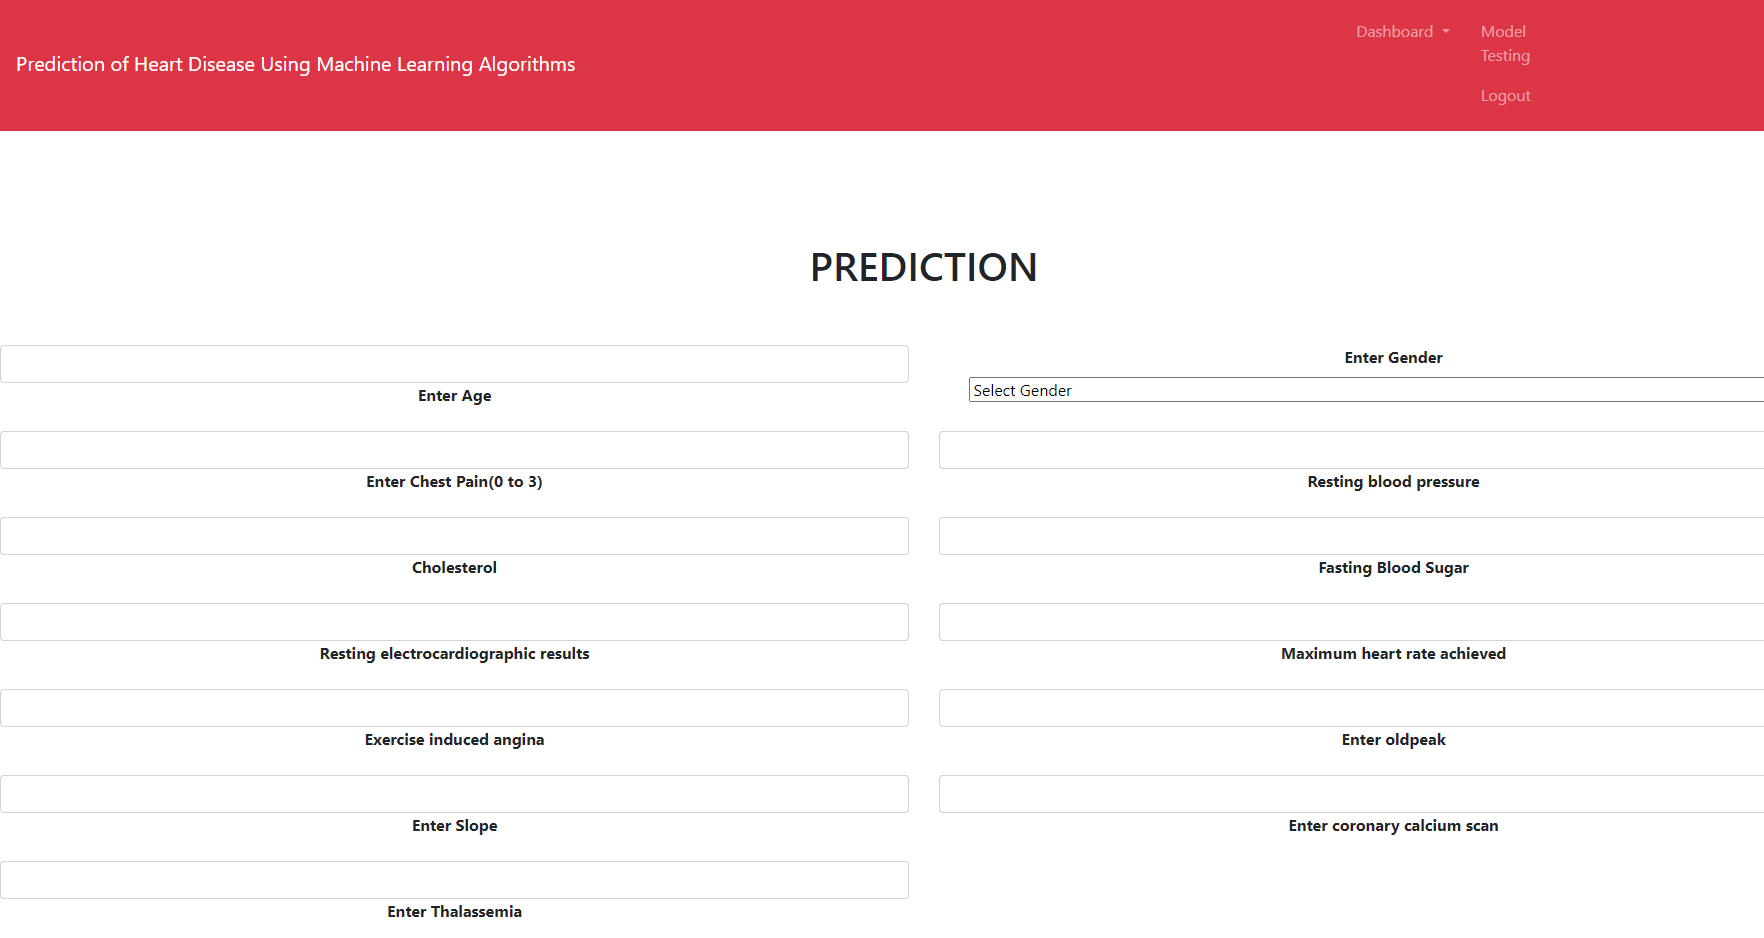 Prediction of Heart Disease Using Machine Learning Algorithms
Dashboard
Model
Testing
Logout
PREDICTION
Enter Age
Enter Gender
Select Gender
Enter Chest Pain(0 to 3)
Resting blood pressure
Cholesterol
Fasting Blood Sugar
Resting electrocardiographic results
Maximum heart rate achieved
Exercise induced angina
Enter oldpeak
Enter Slope
Enter coronary calcium scan
Enter Thalassemia